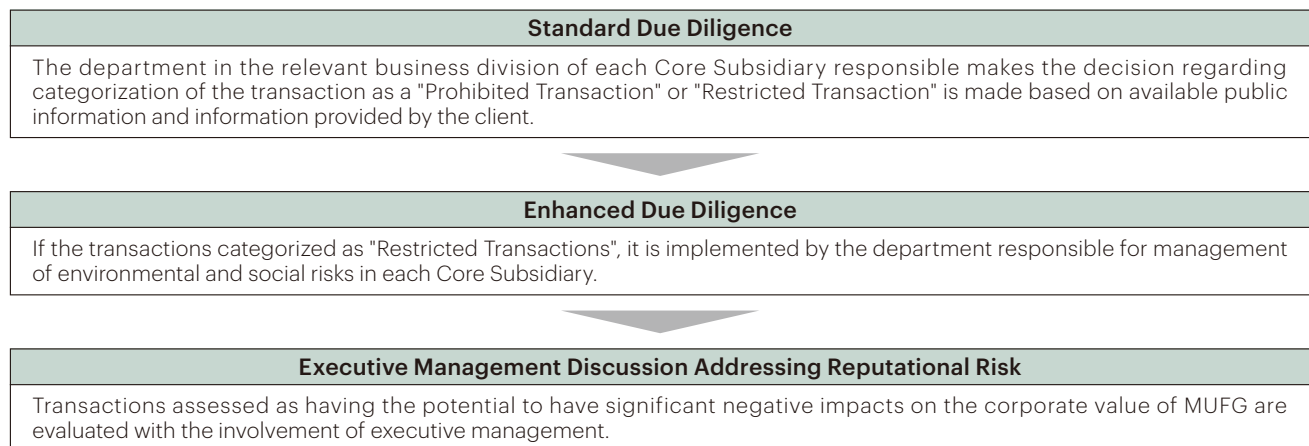 Standard Due Diligence
The department in the relevant business division of each Core Subsidiary responsible makes the decision regarding
categorization of the transaction as a "Prohibited Transaction" or "Restricted Transaction" is made based on available public
information and information provided by the client.
Enhanced Due Diligence
If the transactions categorized as "Restricted Transactions", it is implemented by the department responsible for management
of environmental and social risks in each Core Subsidiary.
Executive Management Discussion Addressing Reputational Risk
Transactions assessed as having the potential to have significant negative impacts on the corporate value of MUFG are
evaluated with the involvement of executive management.